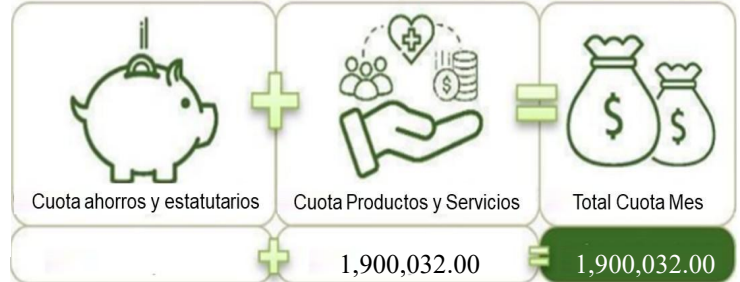 Cuota ahorros y estatutarios Cuota Productos y Servicios Total Cuota Mes
1,900,032.00 1,900,032.00